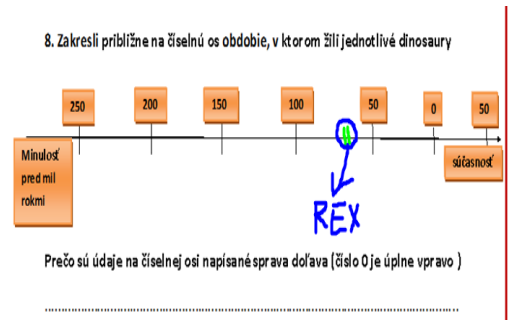 8. Zakresli približne na číselnú os obdobie, v ktorom žili jednotlivé dinosaury
250 200 150 100 50 0 50
Minulosť
pred mil
rokmi
súčasnosť
REX
Prečo sú údaje na číselnej osi napísané sprava doľava (číslo 0 je úplne vpravo )